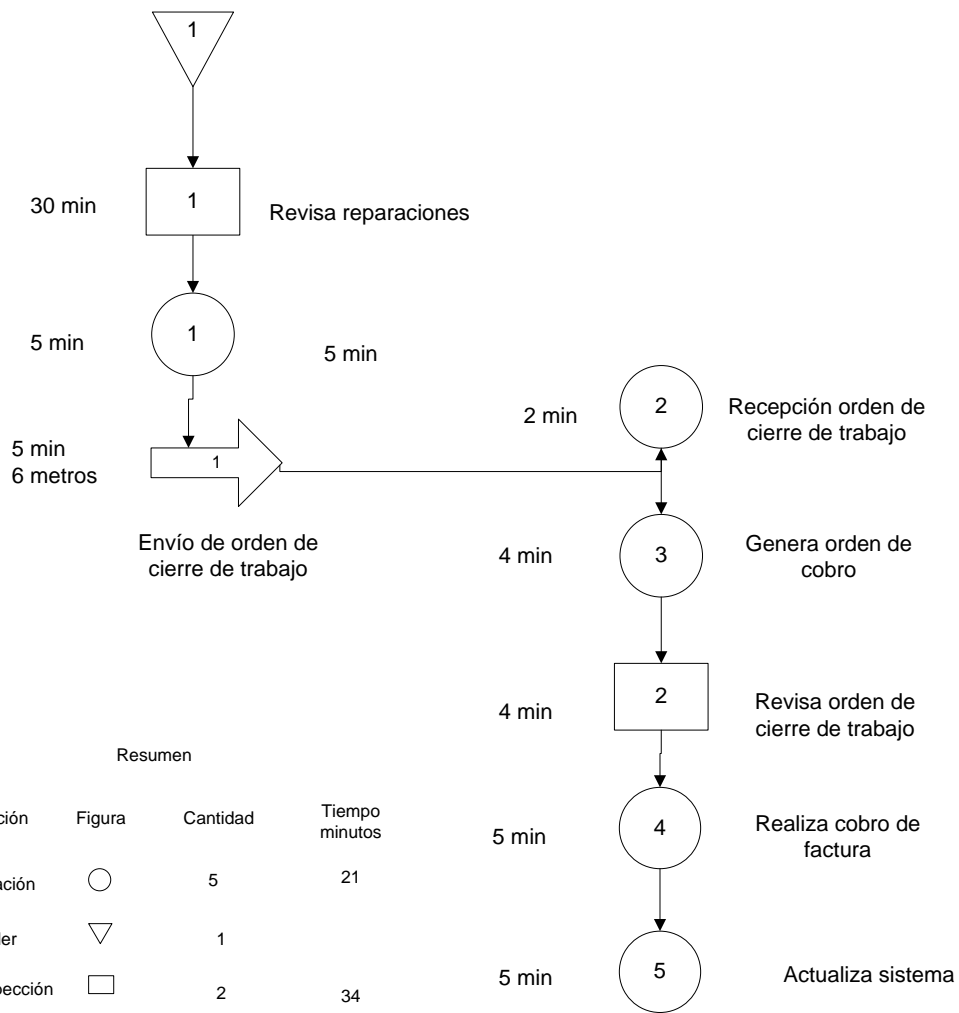 1
30 min
1
Revisa reparaciones
5 min
1
5 min
5 min
6 metros
1
Envío de orden de
cierre de trabajo
2 min
2
Recepción orden de
cierre de trabajo
4 min
3
Genera orden de
cobro
4 min
2
Revisa orden de
cierre de trabajo
5 min
4
Realiza cobro de
factura
5 min
5
Actualiza sistema
Resumen
Figura Cantidad Tiempo
minutos
5 21
1
2 34